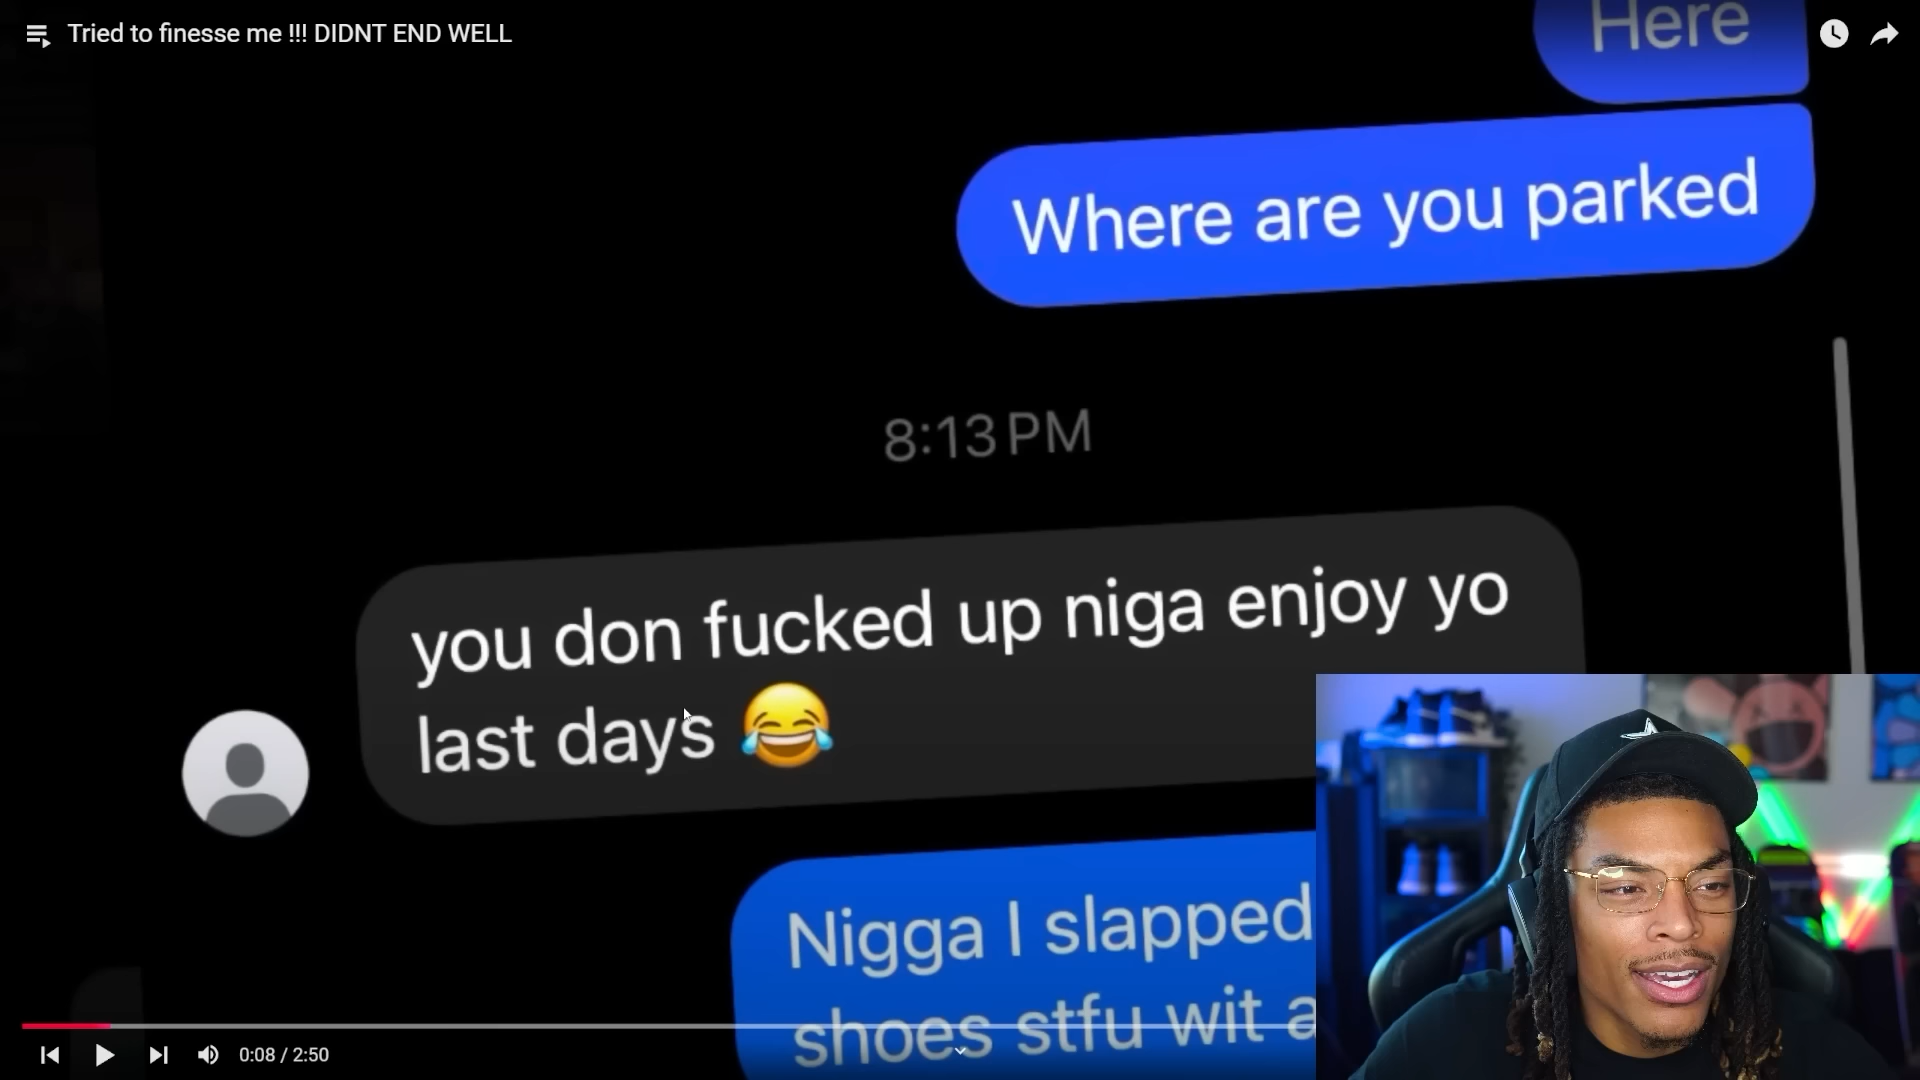 Tried to finesse me !!! DIDNT END WELL
Here
Where are you parked
8:13 PM
you don fucked up niga enjoy yo
last days 😂
Nigga I slapped
shoes stfu wit a
0:08 / 2:50